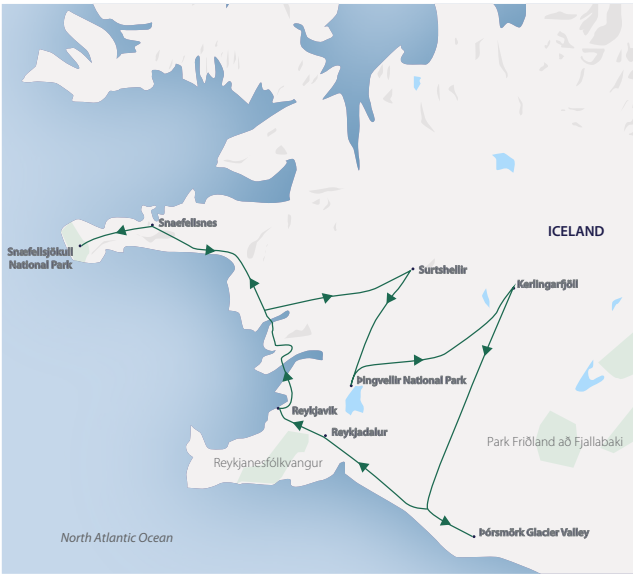 Snaefellsnes
Snæfellsjökull
National Park
ICELAND
Surtshellir
Kerlingarfjöll
Þingvellir National Park
Reykjavik
Reykjadalur
Park Friðland að Fjallabaki
Reykjanesfólkvangur
North Atlantic Ocean
Þórsmörk Glacier Valley